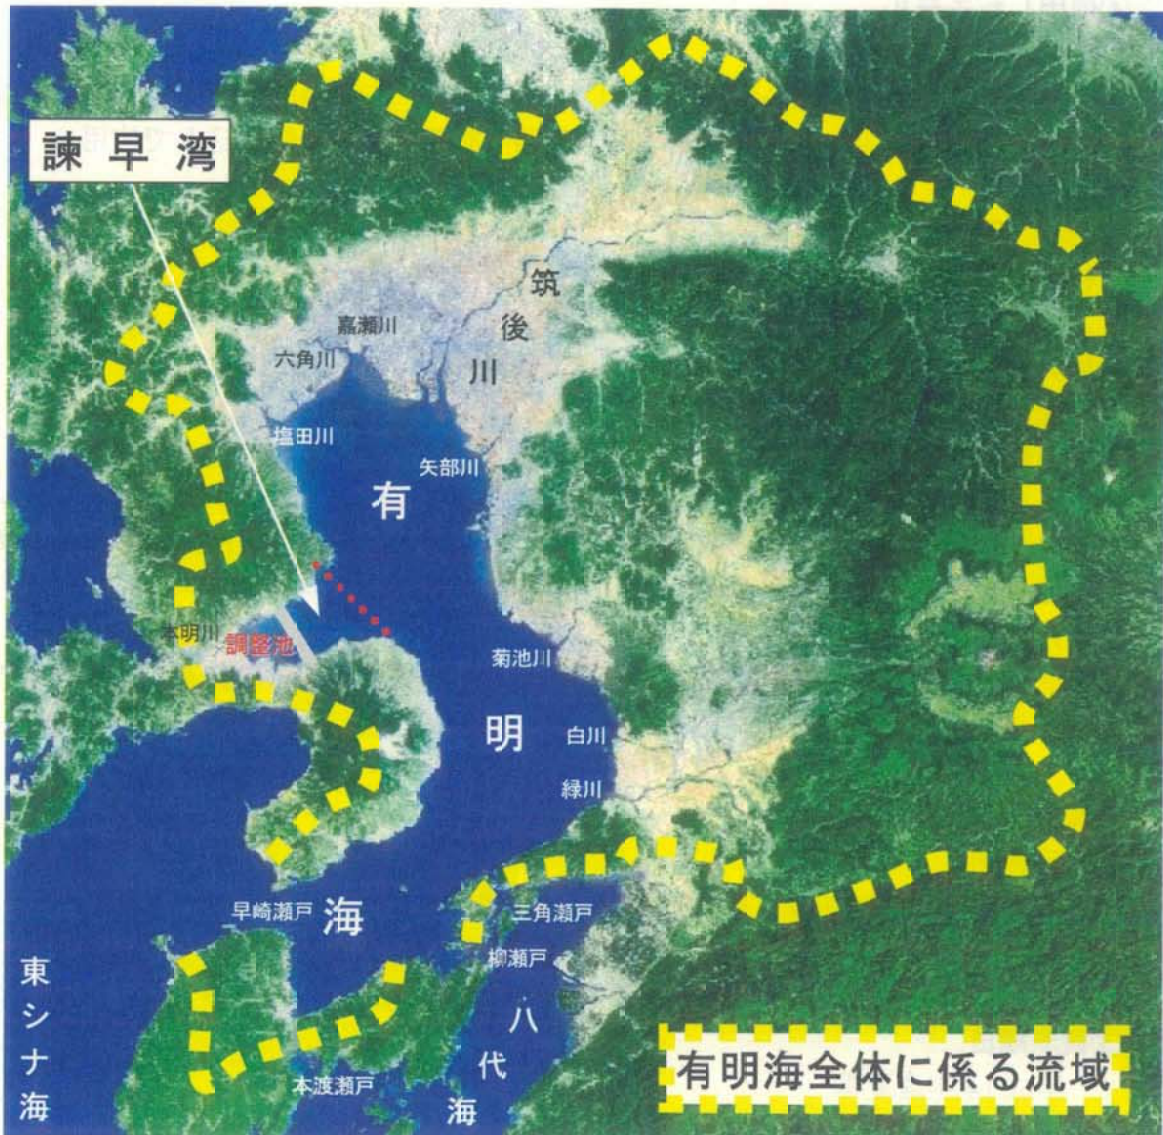 諫早湾
筑後川
嘉瀬川
六角川
塩田川
矢部川
有明海
本明川
調整池
菊池川
白川
緑川
早崎瀬戸
三角瀬戸
柳瀬戸
東シナ海
八代海
本渡瀬戸
有明海全体に係る流域